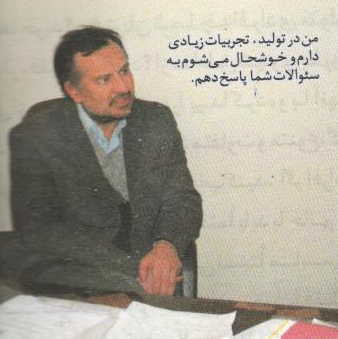 من در تولید، تجربیات زیادی
دارم و خوشحال می‌شوم به
سئوالات شما پاسخ دهم.